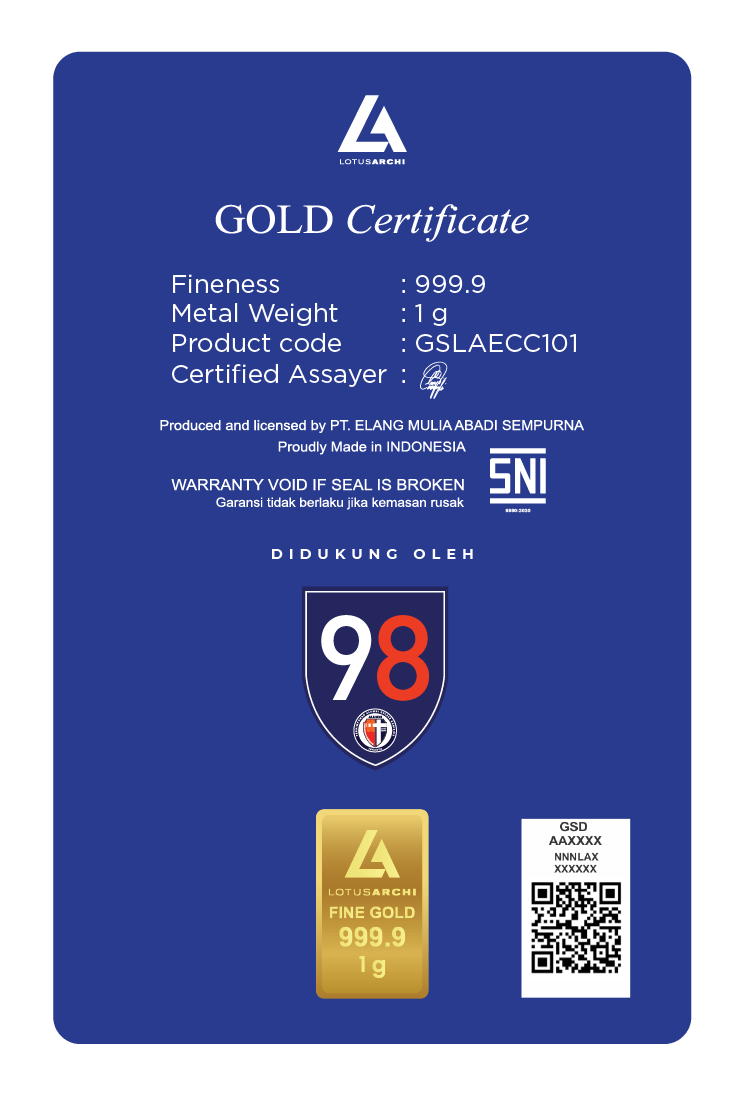 LOTUSARCHI
GOLD Certificate
Fineness : 999.9
Metal Weight : 1 g
Product code : GSLAECC101
Certified Assayer :
Produced and licensed by PT. ELANG MULIA ABADI SEMPURNA
Proudly Made in INDONESIA
SNI
WARRANTY VOID IF SEAL IS BROKEN
Garansi tidak berlaku jika kemasan rusak
DIDUKUNG OLEH
98
LOTUSARCHI
FINE GOLD
999.9
1 g
GSD
AAXXXX
NNNLAX
XXXXXX